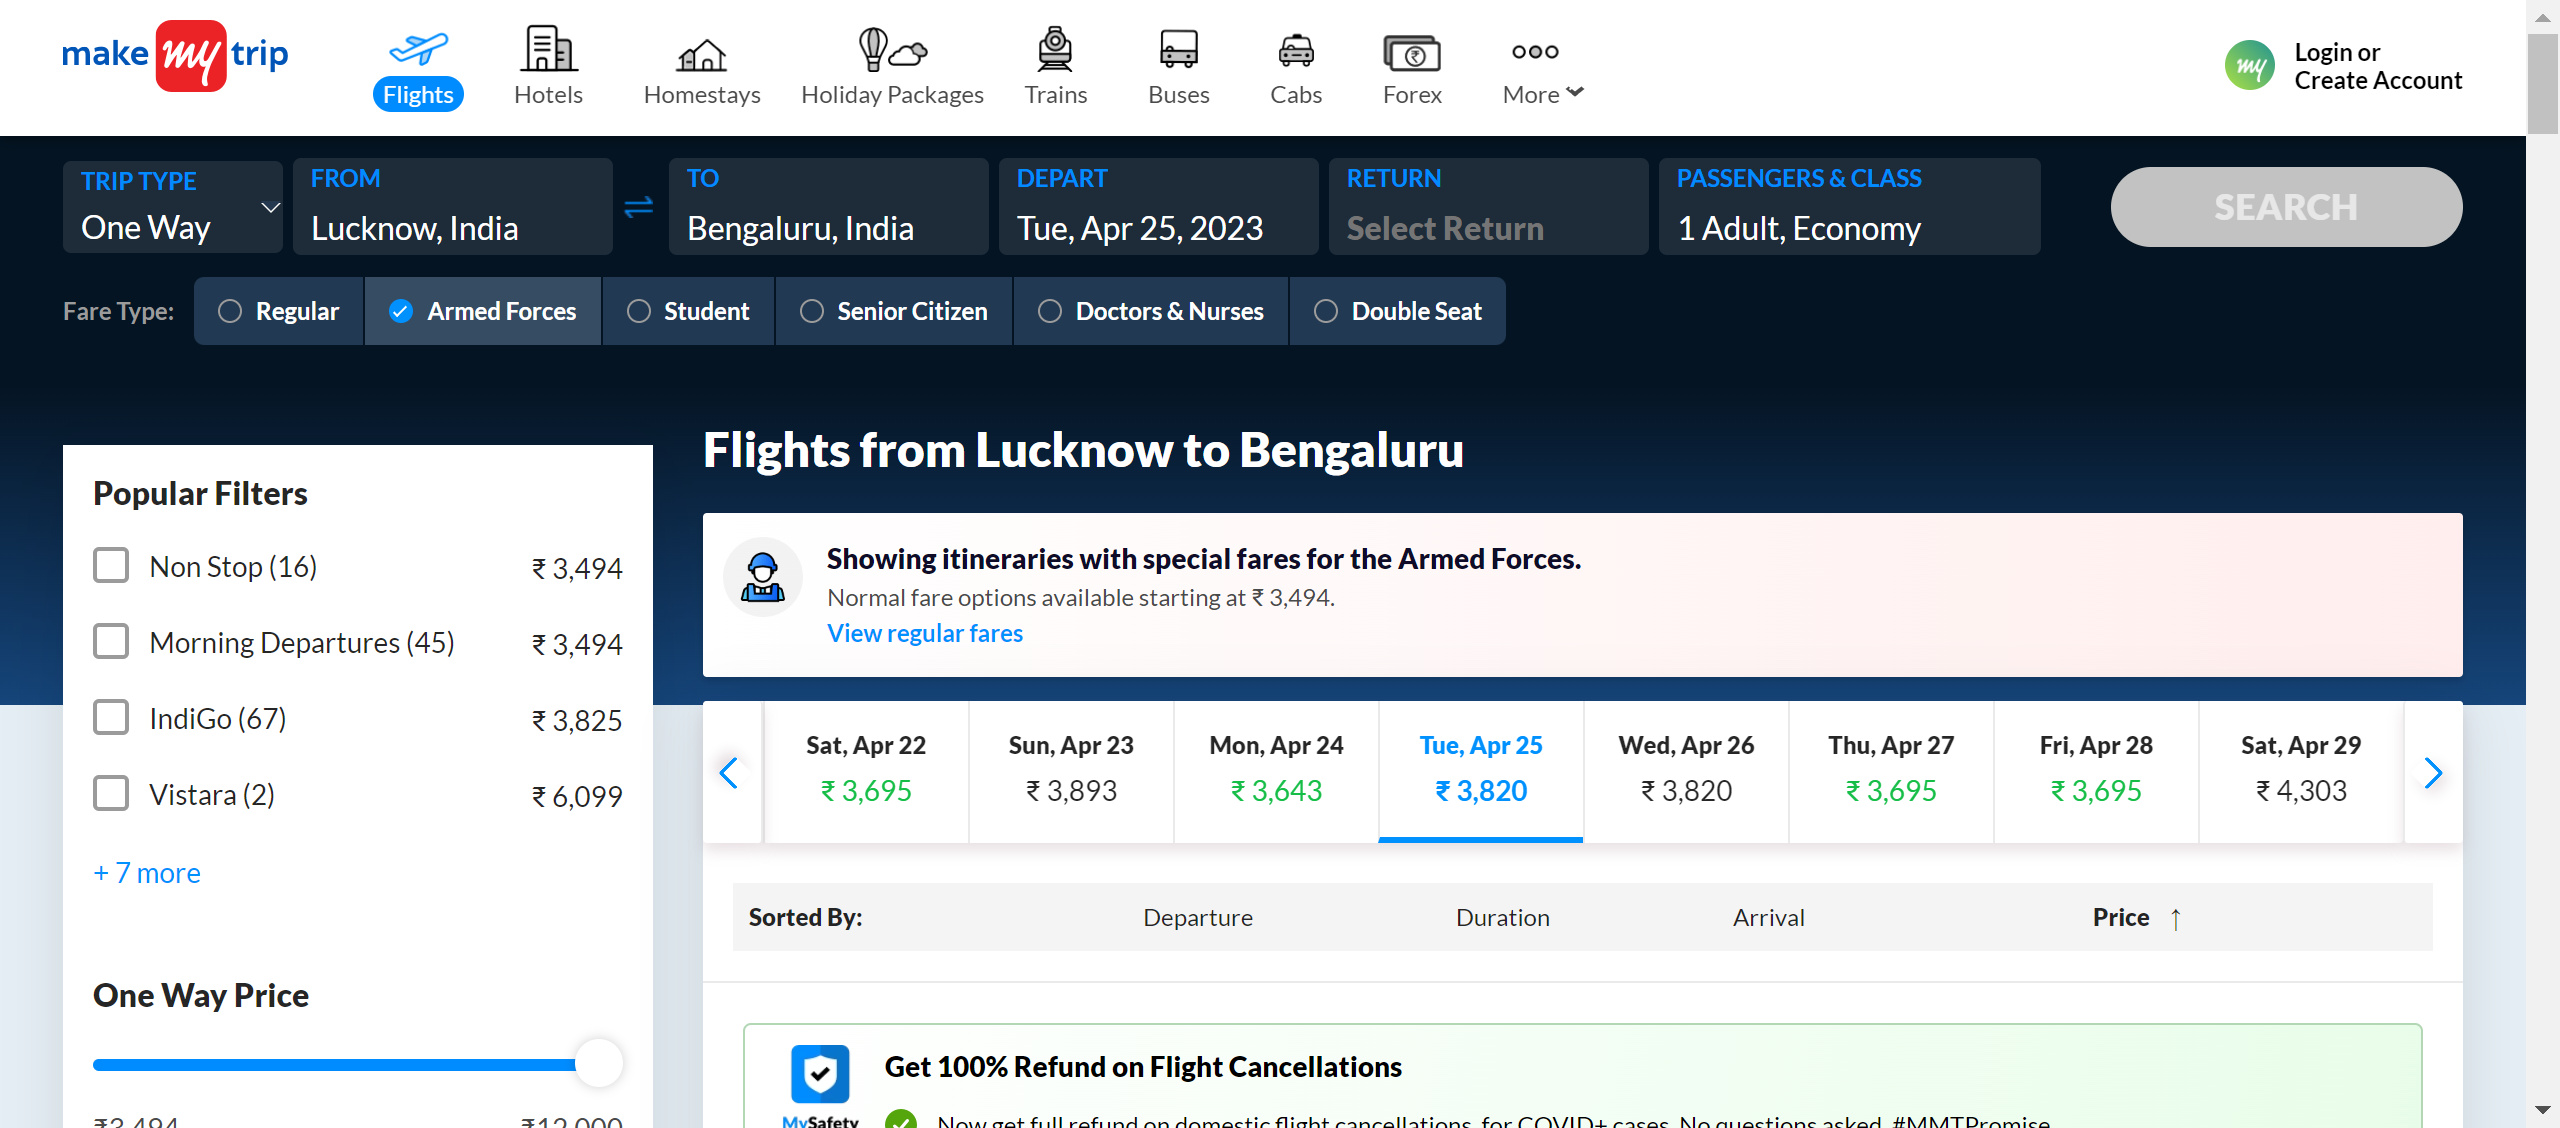 make my trip
Flights
Hotels
Homestays
Holiday Packages
Trains
Buses
Cabs
Forex
More
my
Login or
Create Account
TRIP TYPE
One Way
FROM
Lucknow, India
TO
Bengaluru, India
DEPART
Tue, Apr 25, 2023
RETURN
Select Return
PASSENGERS & CLASS
1 Adult, Economy
SEARCH
Fare Type:
Regular
Armed Forces
Student
Senior Citizen
Doctors & Nurses
Double Seat
Popular Filters
Non Stop (16) ₹ 3,494
Morning Departures (45) ₹ 3,494
IndiGo (67) ₹ 3,825
Vistara (2) ₹ 6,099
+ 7 more
One Way Price
₹3,494 ₹12,000
Flights from Lucknow to Bengaluru
Showing itineraries with special fares for the Armed Forces.
Normal fare options available starting at ₹ 3,494.
View regular fares
Sat, Apr 22
₹ 3,695
Sun, Apr 23
₹ 3,893
Mon, Apr 24
₹ 3,643
Tue, Apr 25
₹ 3,820
Wed, Apr 26
₹ 3,820
Thu, Apr 27
₹ 3,695
Fri, Apr 28
₹ 3,695
Sat, Apr 29
₹ 4,303
Sorted By: Departure Duration Arrival Price ↑
Get 100% Refund on Flight Cancellations
MySafety
Now get full refund on domestic flight cancellations, for COVID+ cases. No questions asked. #MMTPromise